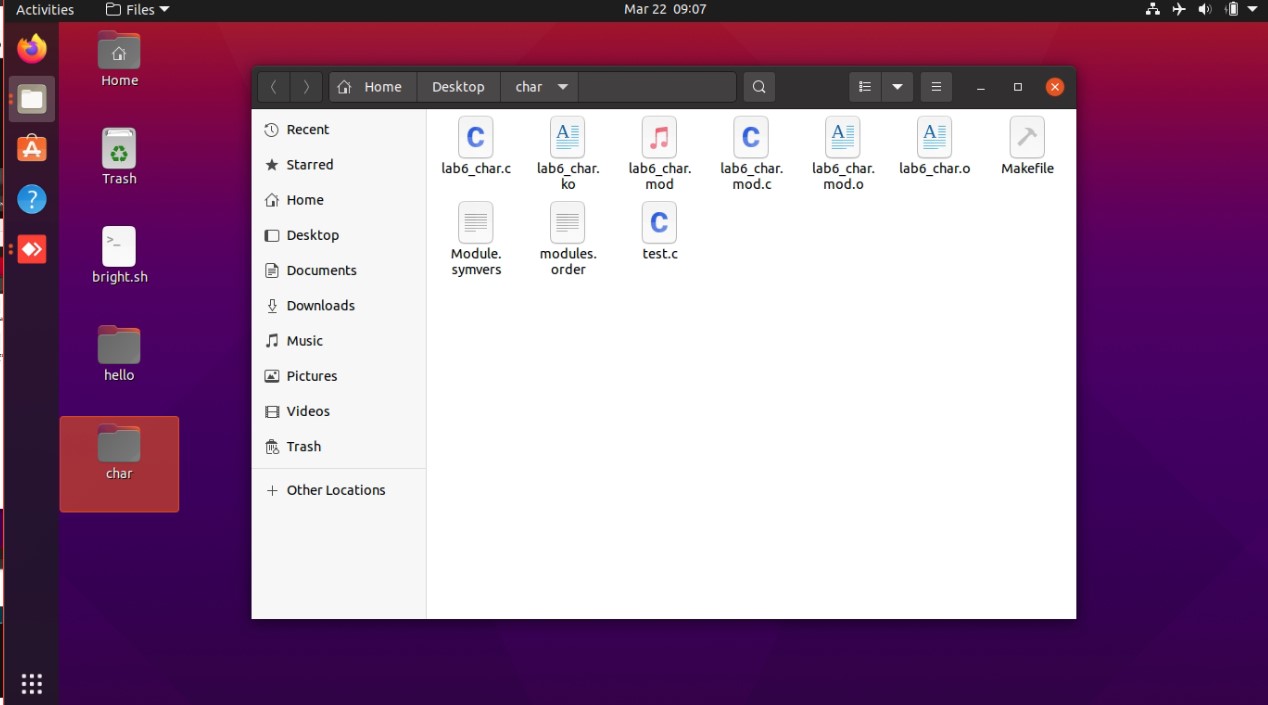 Activities Files Mar 22 09:07
Home
Trash
>_
bright.sh
hello
char
Home Desktop char
Recent
Starred
Home
Desktop
Documents
Downloads
Music
Pictures
Videos
Trash
Other Locations
lab6_char.c
lab6_char.
ko
lab6_char.
mod
lab6_char.
mod.c
lab6_char.
mod.o
lab6_char.o
Makefile
Module.
symvers
modules.
order
test.c